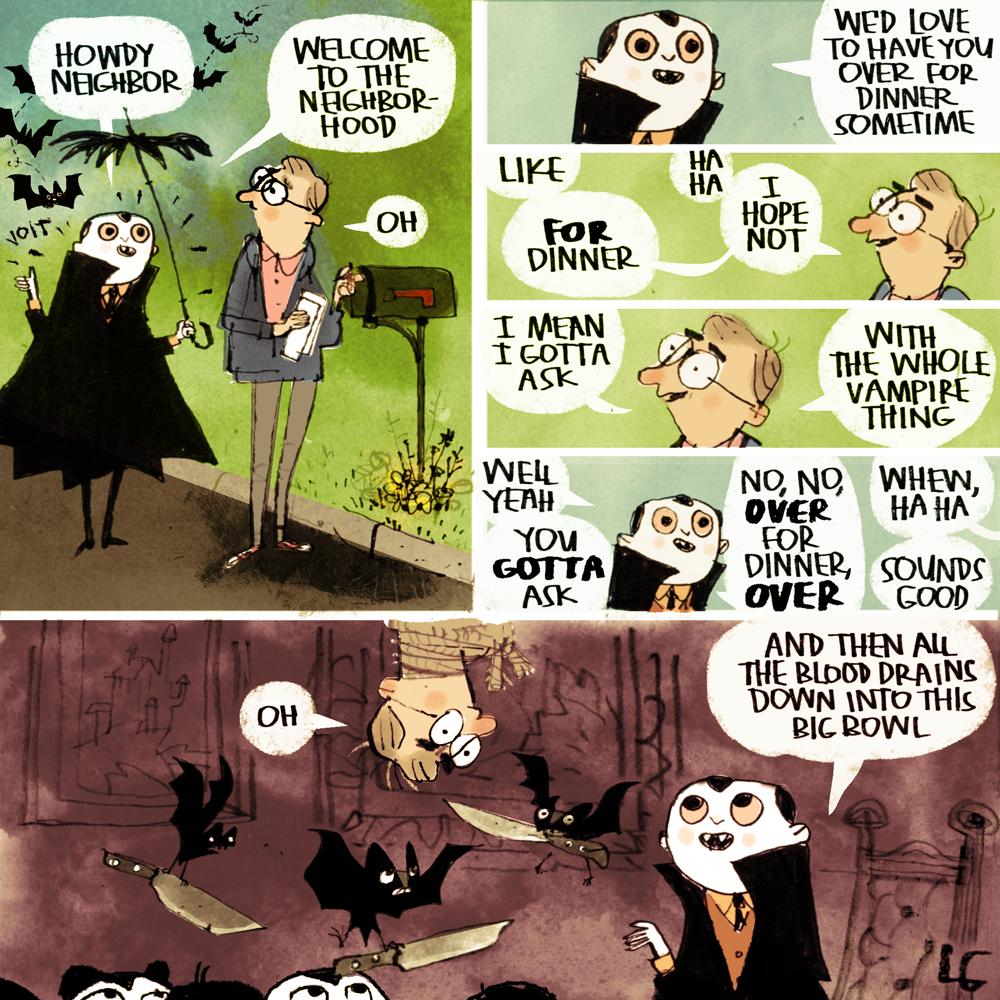 HOWDY
NEIGHBOR
WELCOME
TO THE
NEIGHBOR-
HOOD
VOIT
OH
WE'D LOVE
TO HAVE YOU
OVER FOR
DINNER
SOMETIME
LIKE
FOR
DINNER
HA
HA
I
HOPE
NOT
I MEAN
I GOTTA
ASK
WITH
THE WHOLE
VAMPIRE
THING
WELL
YEAH
YOU
GOTTA
ASK
NO, NO,
OVER
FOR
DINNER,
OVER
WHEW,
HA HA
SOUNDS
GOOD
OH
AND THEN ALL
THE BLOOD DRAINS
DOWN INTO THIS
BIG BOWL
LG